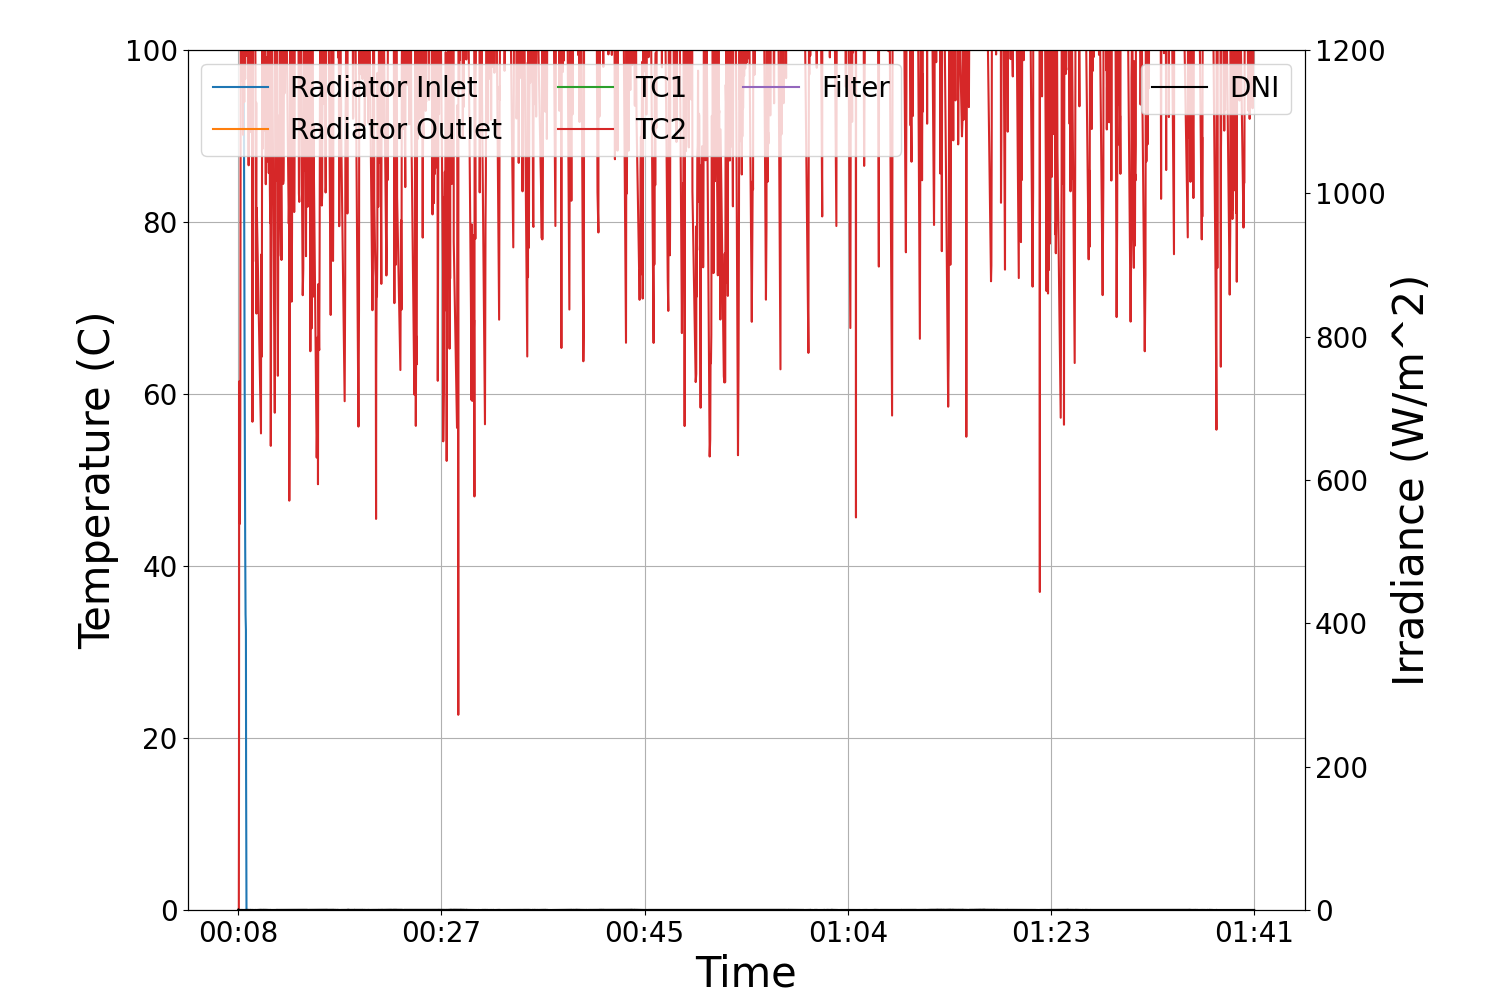 100
80
60
40
20
0
Temperature (C)
Radiator Inlet
Radiator Outlet
TC1
TC2
Filter
DNI
1200
1000
800
600
400
200
0
Irradiance (W/m^2)
00:08
00:27
00:45
01:04
01:23
01:41
Time